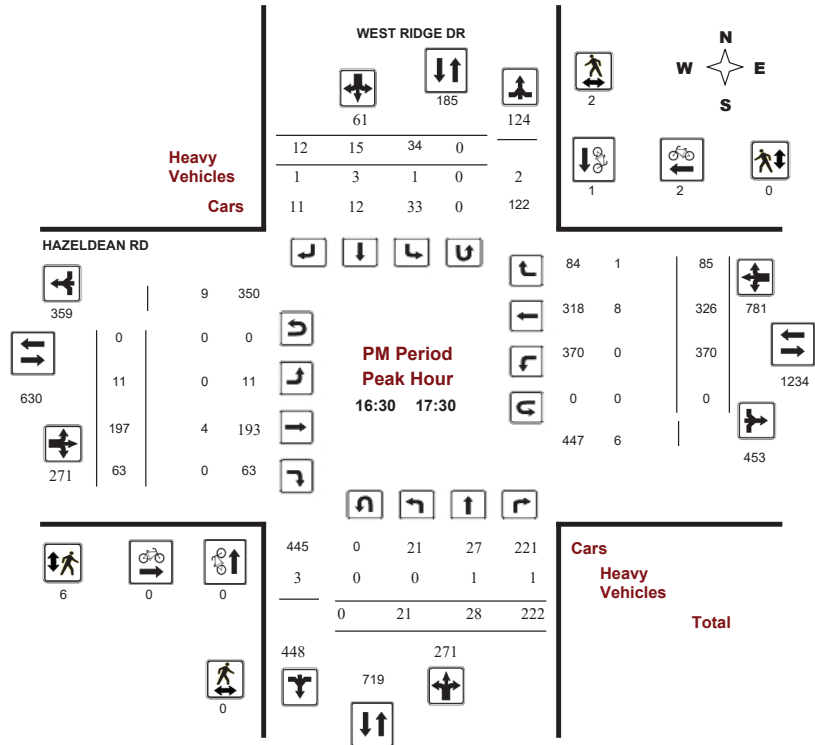 WEST RIDGE DR
N
W E
S
185
2
61 124
12 15 34 0
Heavy
Vehicles
1 3 1 0 2
1 2 0
Cars 11 12 33 0 122
HAZELDEAN RD
84 1 85
359 9 350
318 8 326 781
0 0 0
PM Period
Peak Hour
16:30 17:30
370 0 370
1234
630
11 0 11
0 0 0
197 4 193
447 6 453
271 63 0 63
445 0 21 27 221 Cars
3 0 0 1 1 Heavy
Vehicles
6 0 0
0 21 28 222 Total
448 719 271
0